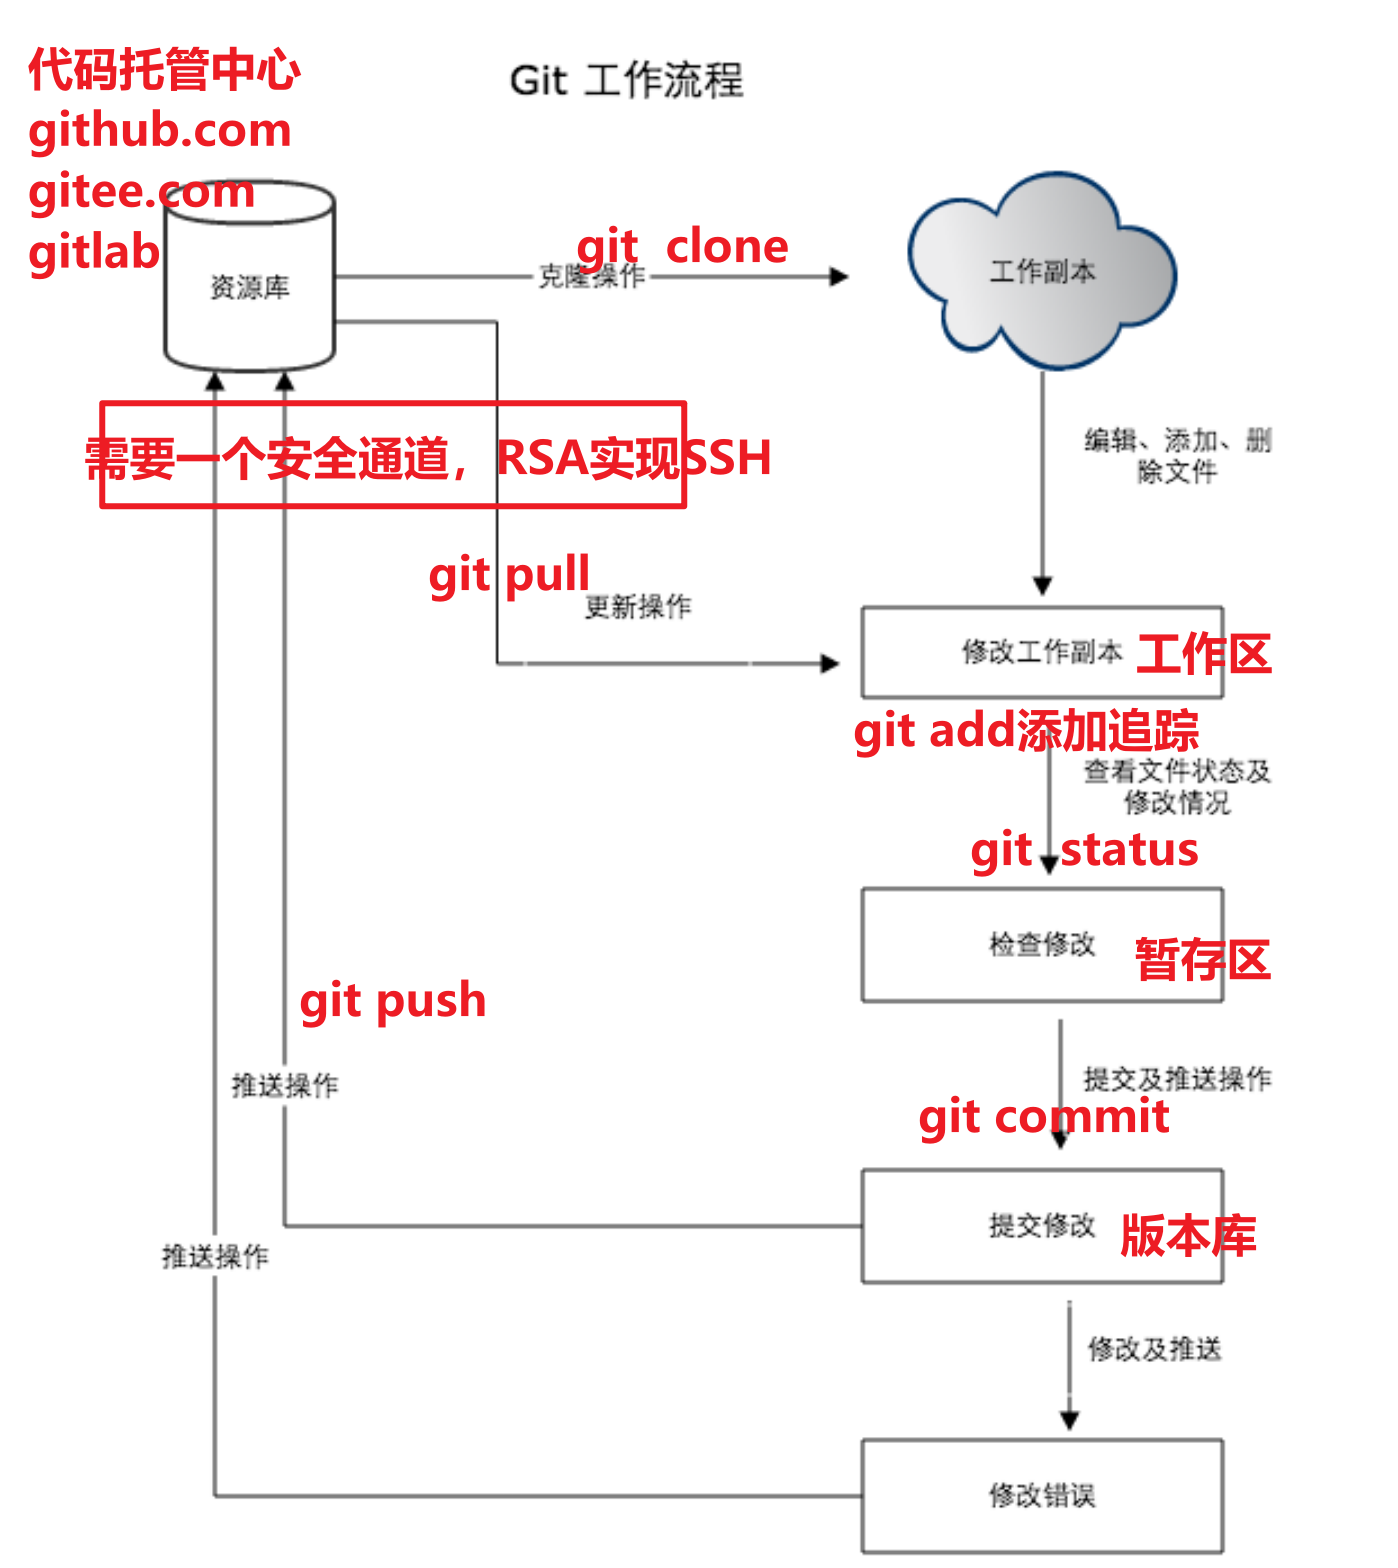 代码托管中心
Git 工作流程
github.com
gitee.com
gitlab
资源库
git clone
克隆操作
工作副本
编辑、添加、删
除文件
需要一个安全通道，RSA实现SSH
git pull
更新操作
修改工作副本
工作区
git add添加追踪
查看文件状态及
修改情况
git status
检查修改
暂存区
git push
推送操作
提交及推送操作
git commit
提交修改
版本库
推送操作
修改及推送
修改错误